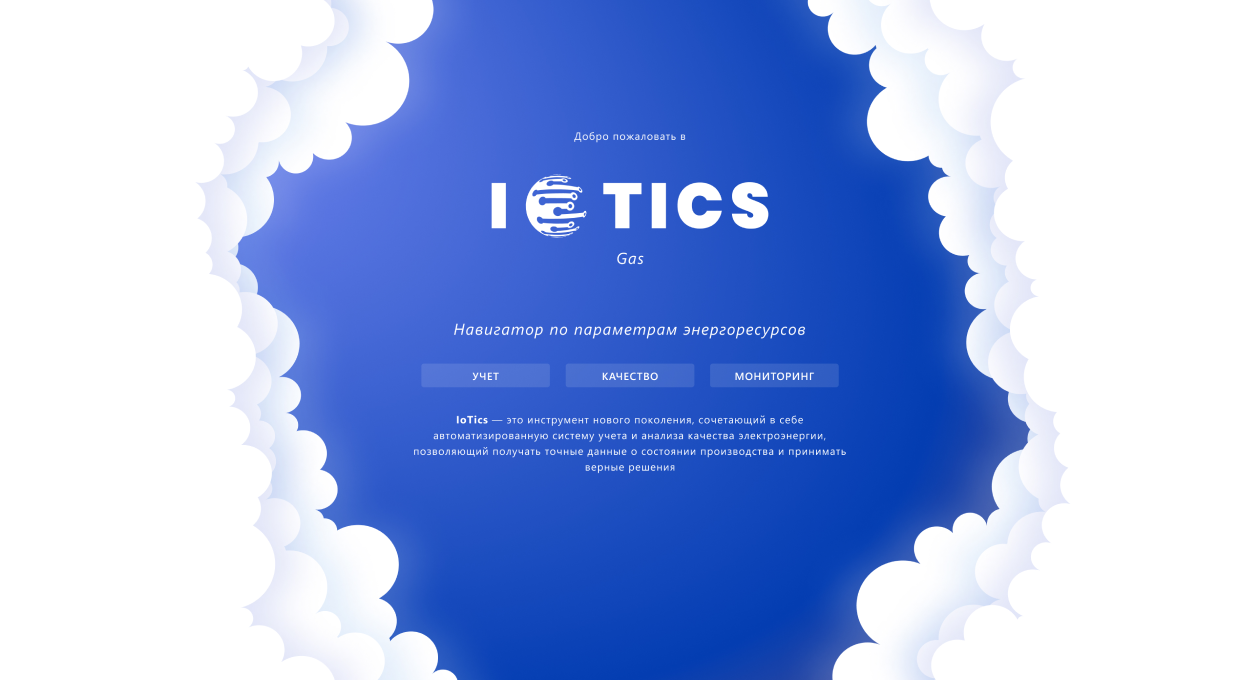 Добро пожаловать в
IOTICS
Gas
Навигатор по параметрам энергоресурсов
УЧЕТ КАЧЕСТВО МОНИТОРИНГ
IoTics — это инструмент нового поколения, сочетающий в себе
автоматизированную систему учета и анализа качества электроэнергии,
позволяющий получать точные данные о состоянии производства и принимать
верные решения